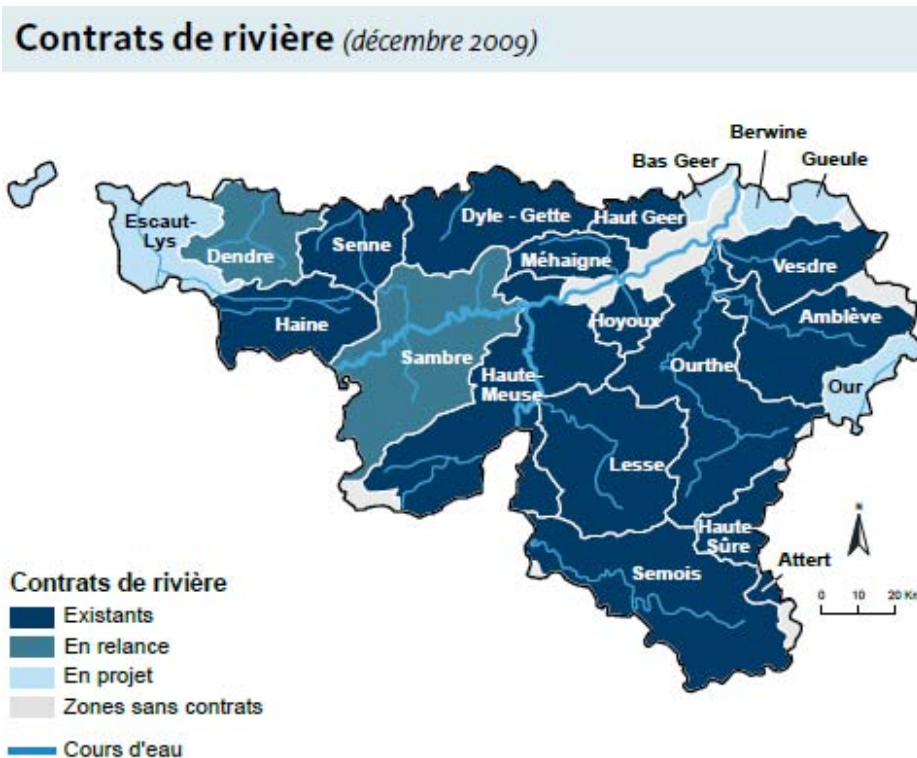 Contrats de rivière (décembre 2009)
Berwine
Bas Geer
Gueule
Escaut-
Lys
Dendre
Senne
Dyle - Gette
Haut Geer
Méhaigne
Vesdre
Haine
Hoyoux
Amblève
Sambre
Ourthe
Haute-
Meuse
Our
Lesse
N
Haute
Sûre
Attert
Semois
0 10 20 Km
Contrats de rivière
Existants
En relance
En projet
Zones sans contrats
Cours d'eau